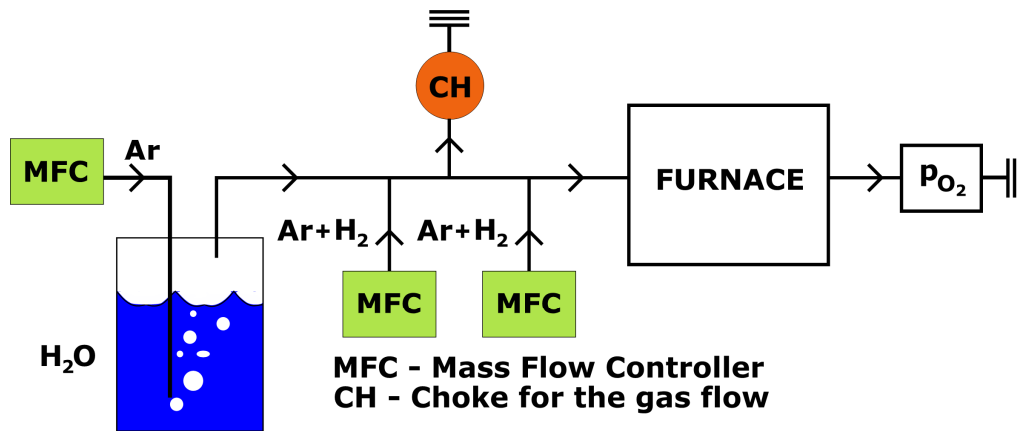 CH
Ar
MFC
FURNACE
pO₂
Ar+H₂
Ar+H₂
MFC
MFC
H₂O
MFC - Mass Flow Controller
CH - Choke for the gas flow